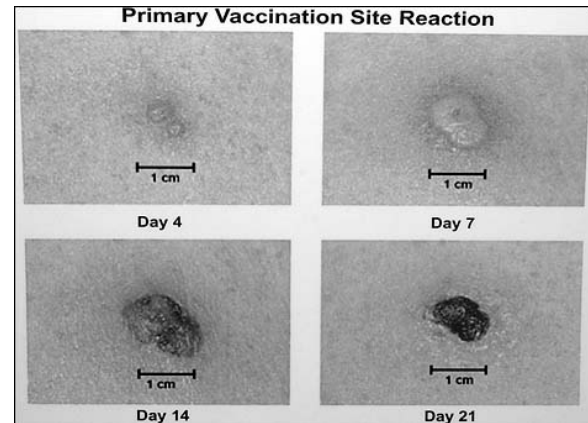 Primary Vaccination Site Reaction
1 cm
1 cm
Day 4
Day 7
1 cm
1 cm
Day 14
Day 21